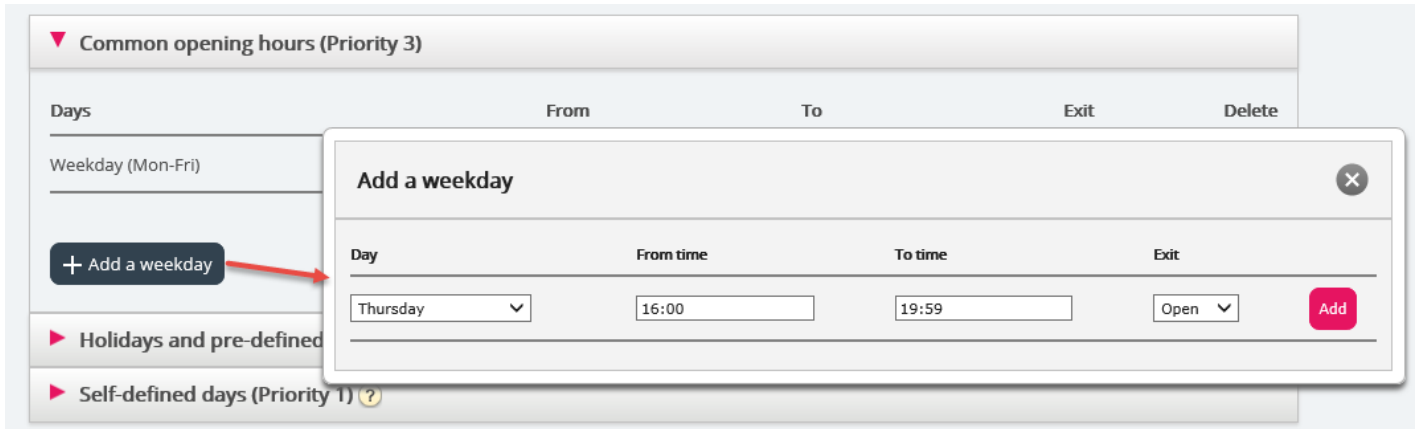 Common opening hours (Priority 3)
Days From To Exit Delete
Weekday (Mon-Fri)
Add a weekday
+ Add a weekday
Day From time To time Exit
Thursday 16:00 19:59 Open Add
Holidays and pre-defined
Self-defined days (Priority 1) ?